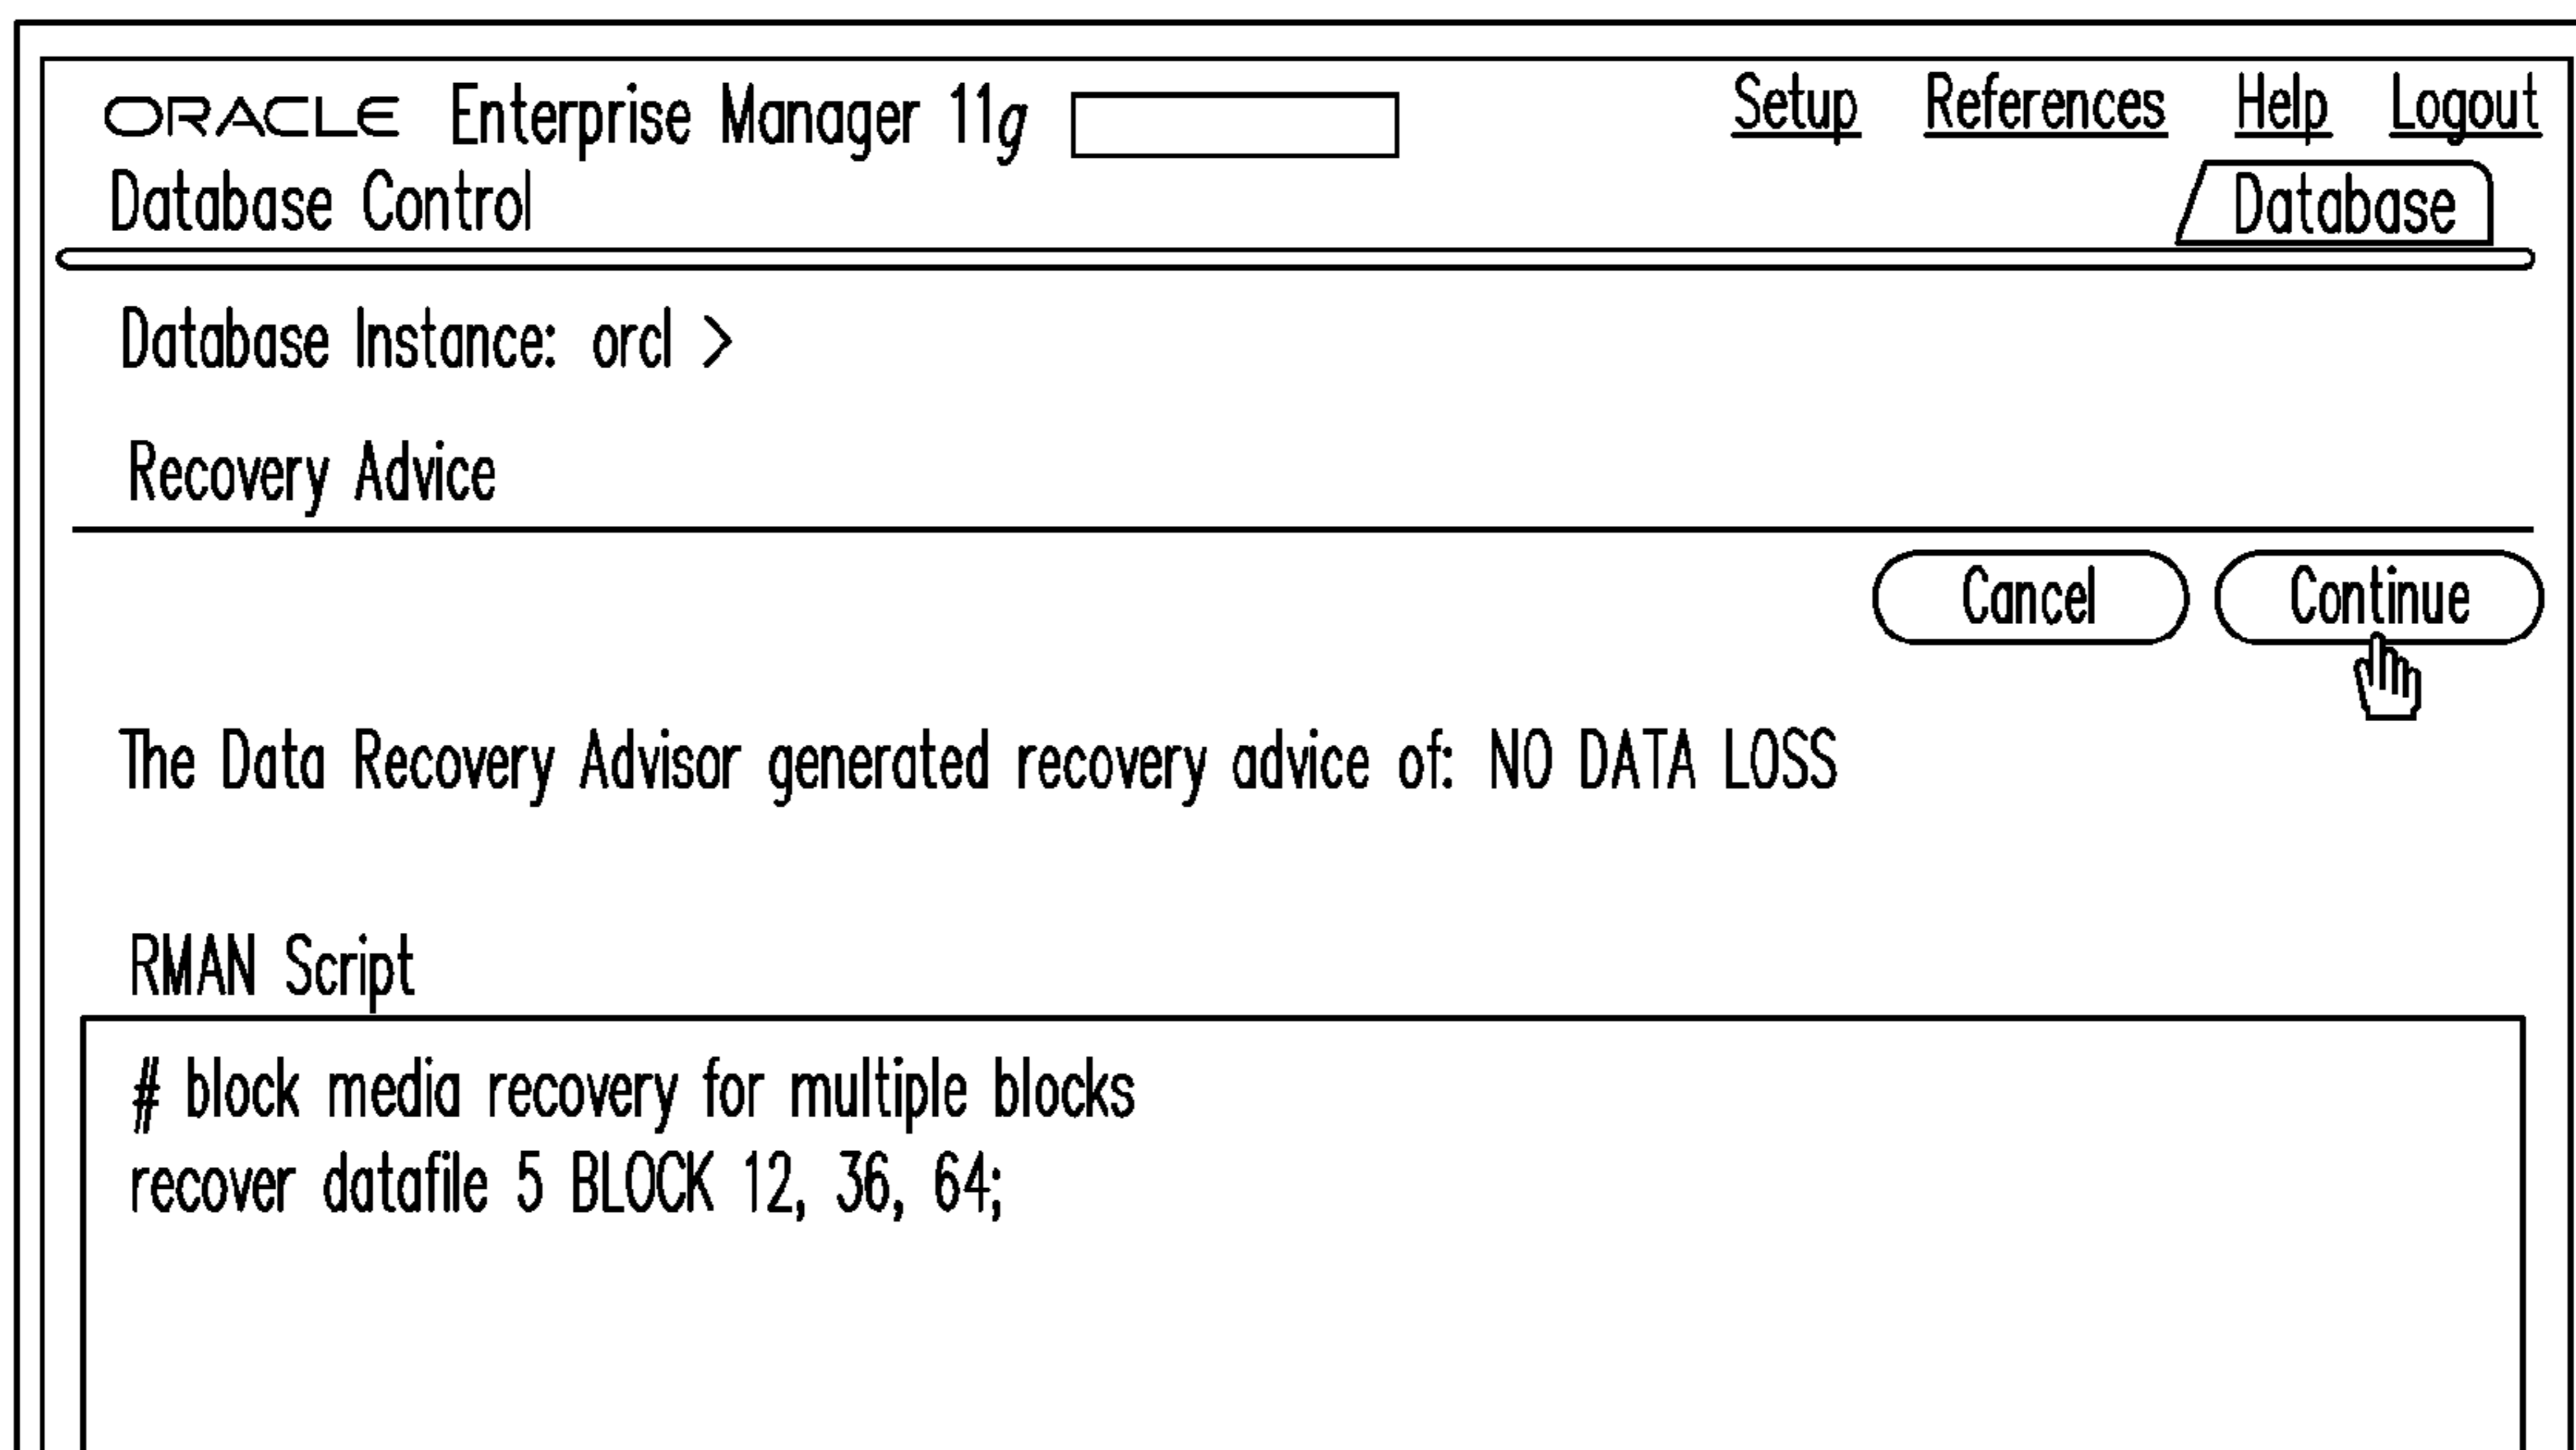 ORACLE Enterprise Manager 11g
Setup References Help Logout
Database Control
Database
Database Instance: orcl >
Recovery Advice
Cancel Continue
The Data Recovery Advisor generated recovery advice of: NO DATA LOSS
RMAN Script
# block media recovery for multiple blocks
recover datafile 5 BLOCK 12, 36, 64;